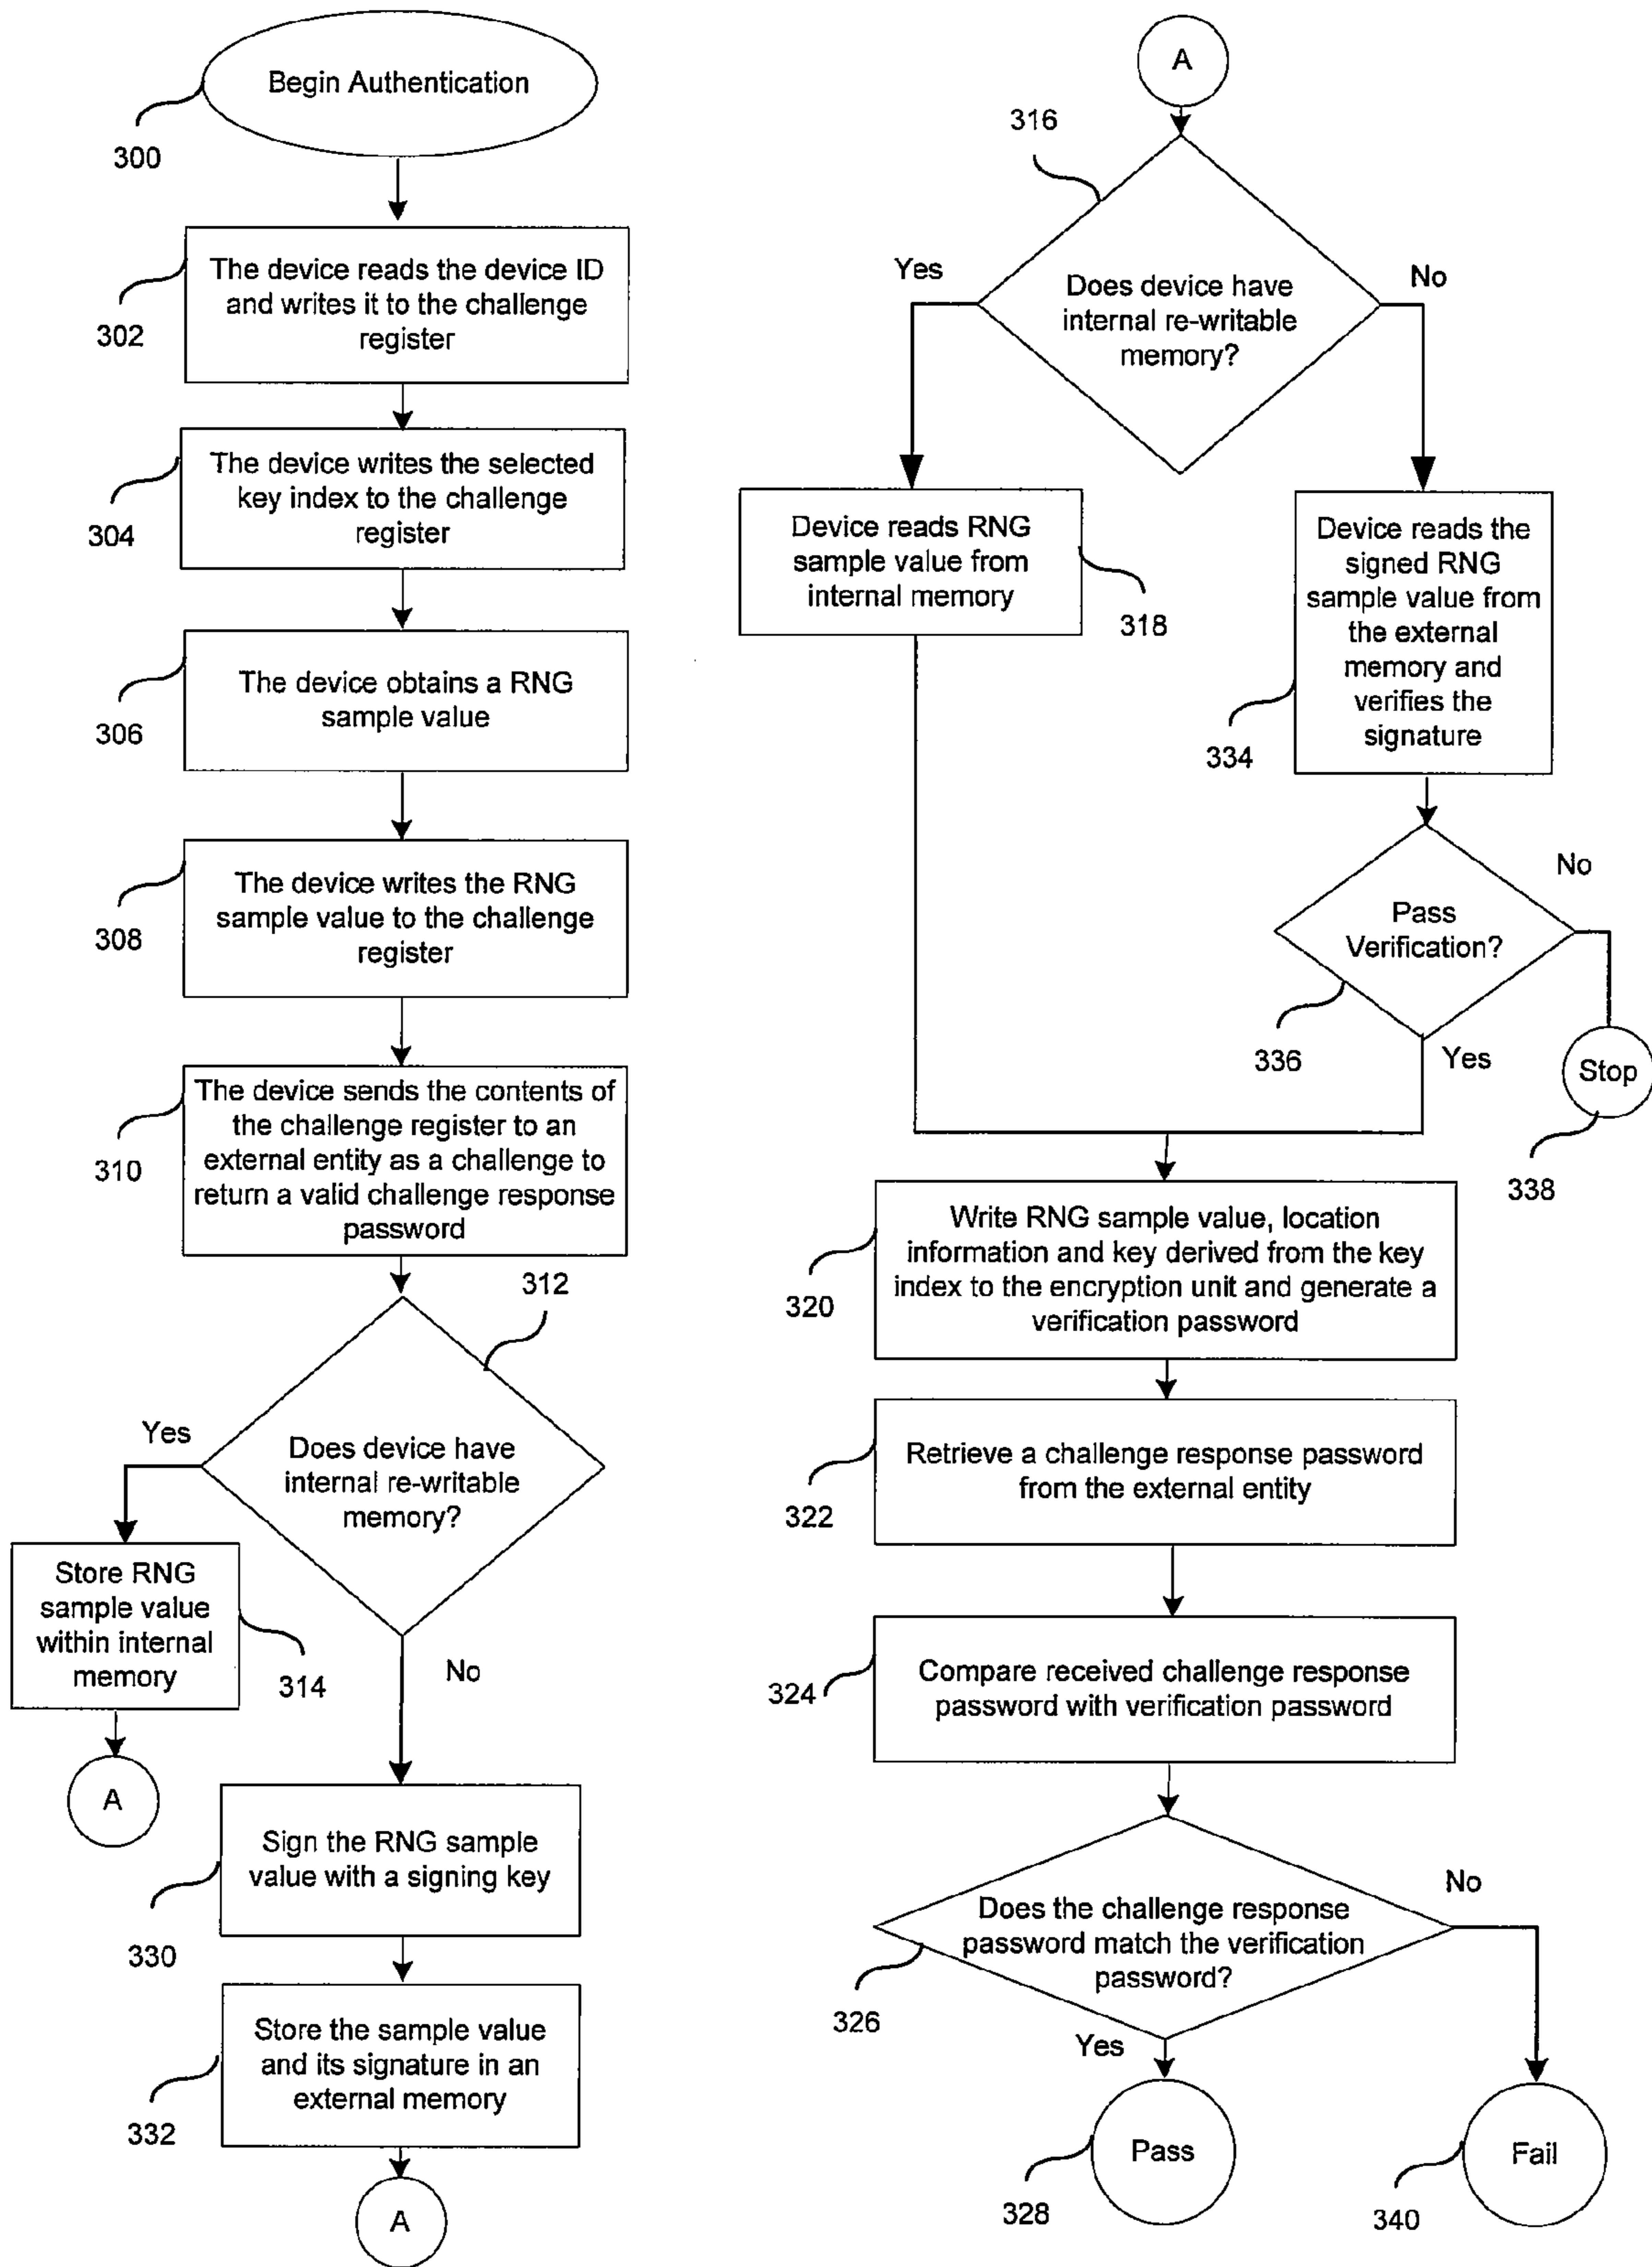 Begin Authentication
300
The device reads the device ID
and writes it to the challenge
register
302
The device writes the selected
key index to the challenge
register
304
The device obtains a RNG
sample value
306
The device writes the RNG
sample value to the challenge
register
308
The device sends the contents of
the challenge register to an
external entity as a challenge to
return a valid challenge response
password
310
312
Does device have
internal re-writable
memory?
Yes
No
Store RNG
sample value
within internal
memory
314
A
Sign the RNG sample
value with a signing key
330
Store the sample value
and its signature in an
external memory
332
A
A
316
Does device have
internal re-writable
memory?
Yes
No
Device reads RNG
sample value from
internal memory
318
Device reads the
signed RNG
sample value from
the external
memory and
verifies the
signature
334
Pass
Verification?
No
336
Yes
Stop
338
Write RNG sample value, location
information and key derived from the key
index to the encryption unit and generate a
verification password
320
Retrieve a challenge response password
from the external entity
322
Compare received challenge response
password with verification password
324
Does the challenge response
password match the verification
password?
No
326
Yes
Pass
328
Fail
340